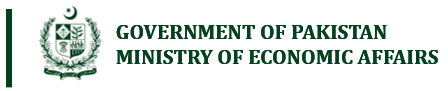 GOVERNMENT OF PAKISTAN
MINISTRY OF ECONOMIC AFFAIRS